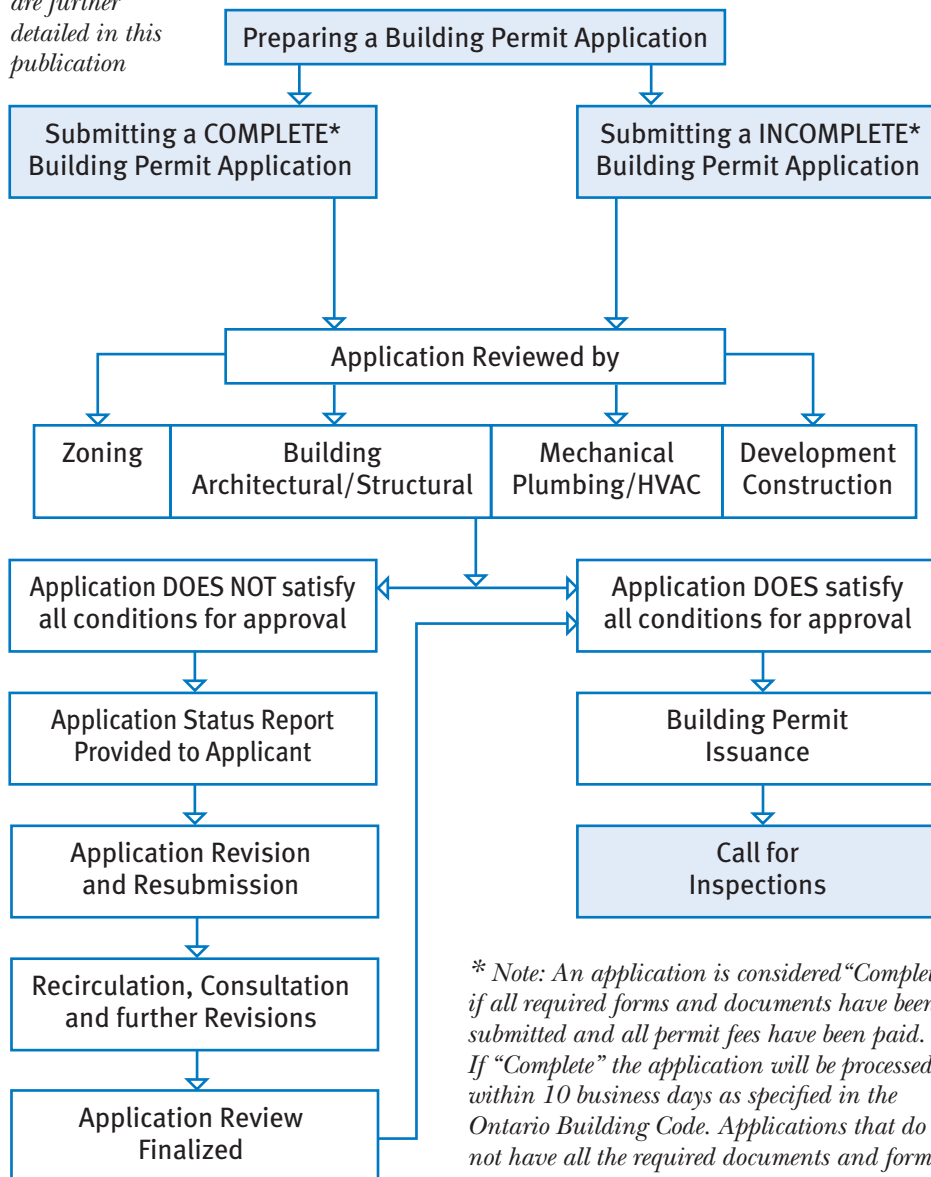 are further
detailed in this
publication
Preparing a Building Permit Application
Submitting a COMPLETE*
Building Permit Application
Submitting a INCOMPLETE*
Building Permit Application
Application Reviewed by
Zoning
Building
Architectural/Structural
Mechanical
Plumbing/HVAC
Development
Construction
Application DOES NOT satisfy
all conditions for approval
Application DOES satisfy
all conditions for approval
Application Status Report
Provided to Applicant
Building Permit
Issuance
Application Revision
and Resubmission
Call for
Inspections
Recirculation, Consultation
and further Revisions
Application Review
Finalized
* Note: An application is considered “Comple
if all required forms and documents have been
submitted and all permit fees have been paid.
If “Complete” the application will be processed
within 10 business days as specified in the
Ontario Building Code. Applications that do
not have all the required documents and form